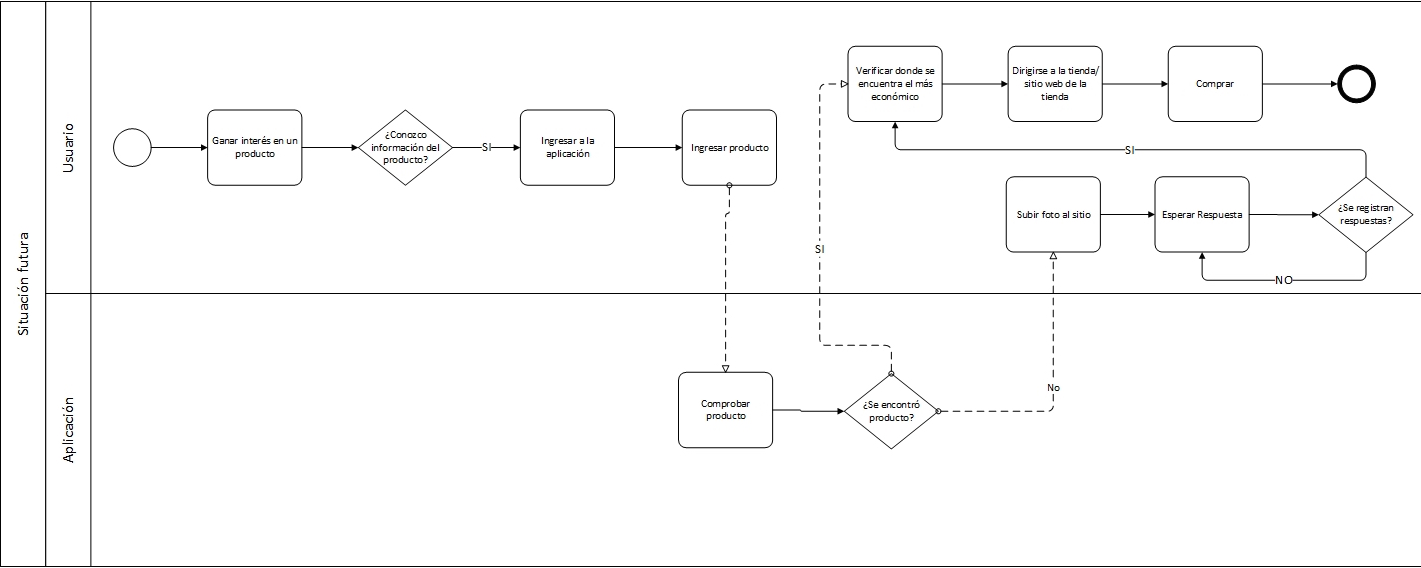 Situación futura
Usuario
Ganar interés en un
producto
¿Conozco
información del
producto?
SI
Ingresar a la
aplicación
Ingresar producto
Verificar donde se
encuentra el más
económico
Dirigirse a la tienda/
sitio web de la
tienda
Comprar
SI
Subir foto al sitio
Esperar Respuesta
¿Se registran
respuestas?
SI
NO
Aplicación
Comprobar
producto
¿Se encontró
producto?
No